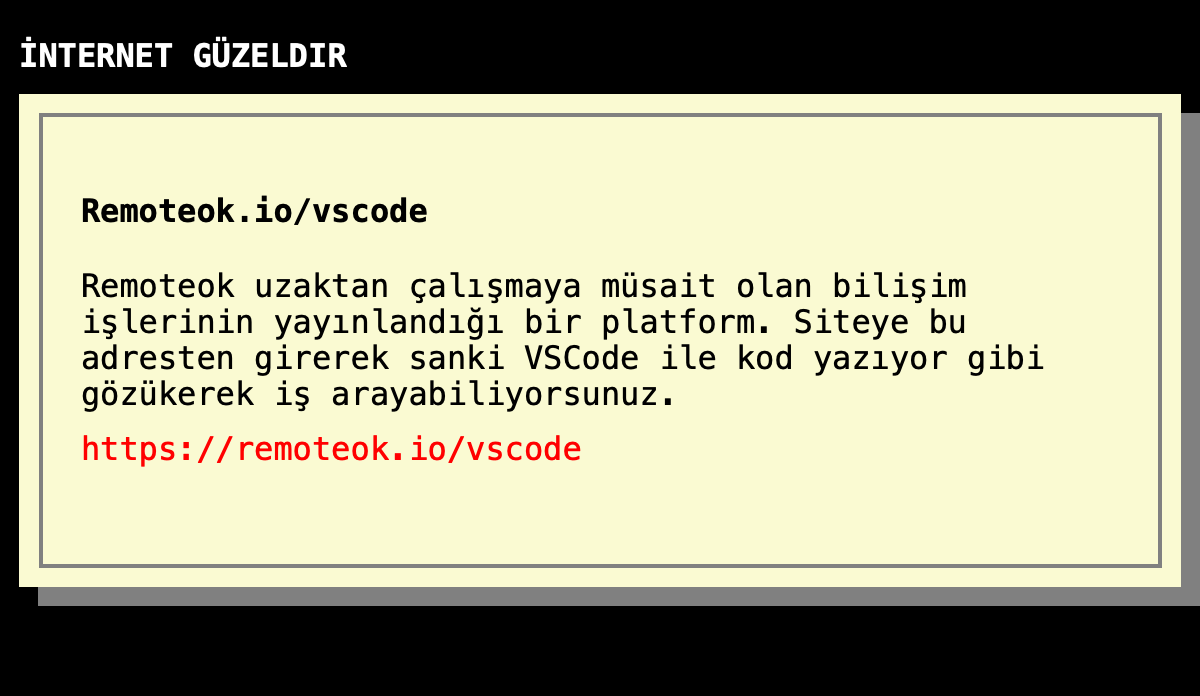 İNTERNET GÜZELDIR
Remoteok.io/vscode
Remoteok uzaktan çalışmaya müsait olan bilişim
işlerinin yayınlandığı bir platform. Siteye bu
adresten girerek sanki VSCode ile kod yazıyor gibi
gözükerek iş arayabiliyorsunuz.
https://remoteok.io/vscode